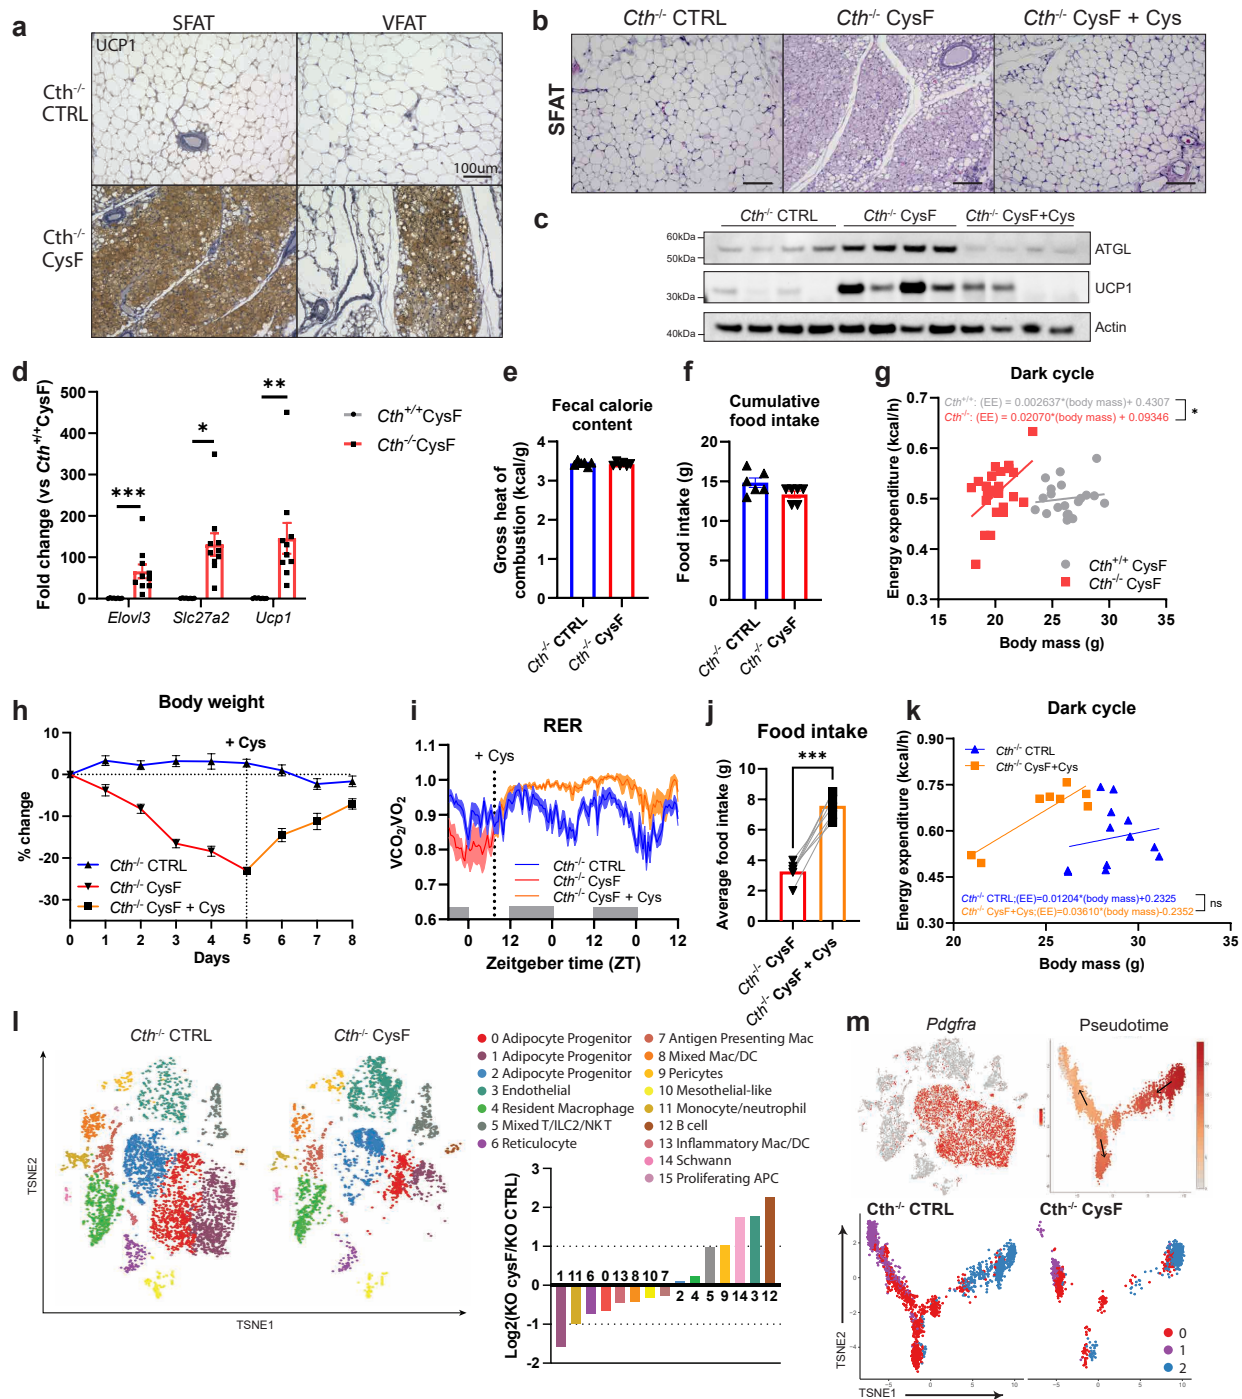 a
SFAT
VFAT
UCP1
Cth-/-
CTRL
100um
Cth-/-
CysF
b
Cth-/- CTRL
Cth-/- CysF
Cth-/- CysF + Cys
SFAT
c
Cth-/- CTRL
Cth-/- CysF
Cth-/- CysF+Cys
60kDa
50kDa
ATGL
30kDa
UCP1
40kDa
Actin
d
Fold change (vs Cth+/+CysF)
500
400
300
200
100
0
***
*
**
Elovl3
Slc27a2
Ucp1
Cth+/+CysF
Cth-/-CysF
e
Fecal calorie
content
Gross heat of
combustion (kcal/g)
4
3
2
1
0
Cth-/- CTRL
Cth-/- CysF
f
Cumulative
food intake
Food intake (g)
20
15
10
5
0
Cth-/- CTRL
Cth-/- CysF
g
Dark cycle
Energy expenditure (kcal/h)
0.7
0.6
0.5
0.4
0.3
Cth+/+: (EE) = 0.002637*(body mass)+ 0.4307
Cth-/-: (EE) = 0.02070*(body mass) + 0.09346
*
Cth+/+ CysF
Cth-/- CysF
15
20
25
30
35
Body mass (g)
h
Body weight
% change
10
0
-10
-20
-30
+ Cys
Cth-/- CTRL
Cth-/- CysF
Cth-/- CysF + Cys
0 1 2 3 4 5 6 7 8
Days
i
RER
VCO2/VO2
1.1
1.0
0.9
0.8
0.7
0.6
+ Cys
Cth-/- CTRL
Cth-/- CysF
Cth-/- CysF + Cys
0 12 0 12 0 12
Zeitgeber time (ZT)
j
Food intake
Average food intake (g)
10
8
6
4
2
0
***
Cth-/- CysF
Cth-/- CysF + Cys
k
Dark cycle
Energy expenditure (kcal/h)
0.90
0.75
0.60
0.45
0.30
Cth-/- CTRL
Cth-/- CysF+Cys
Cth-/- CTRL;(EE)=0.01204*(body mass)+0.2325
Cth-/- CysF+Cys;(EE)=0.03610*(body mass)-0.2352
ns
20
25
30
35
Body mass (g)
l
Cth-/- CTRL
Cth-/- CysF
TSNE2
TSNE1
0 Adipocyte Progenitor
1 Adipocyte Progenitor
2 Adipocyte Progenitor
3 Endothelial
4 Resident Macrophage
5 Mixed T/ILC2/NKT
6 Reticulocyte
7 Antigen Presenting Mac
8 Mixed Mac/DC
9 Pericytes
10 Mesothelial-like
11 Monocyte/neutrophil
12 B cell
13 Inflammatory Mac/DC
14 Schwann
15 Proliferating APC
Log2(KO cysF/KO CTRL)
3
2
1
0
-1
-2
1 11 6 0 13 8 10 7
2 4 5 9 14 3 12
m
Pdgfra
Pseudotime
Cth-/- CTRL
Cth-/- CysF
2
0
-2
-4
-5 0 5 10
-5 0 5 10
0
1
2
TSNE2
TSNE1